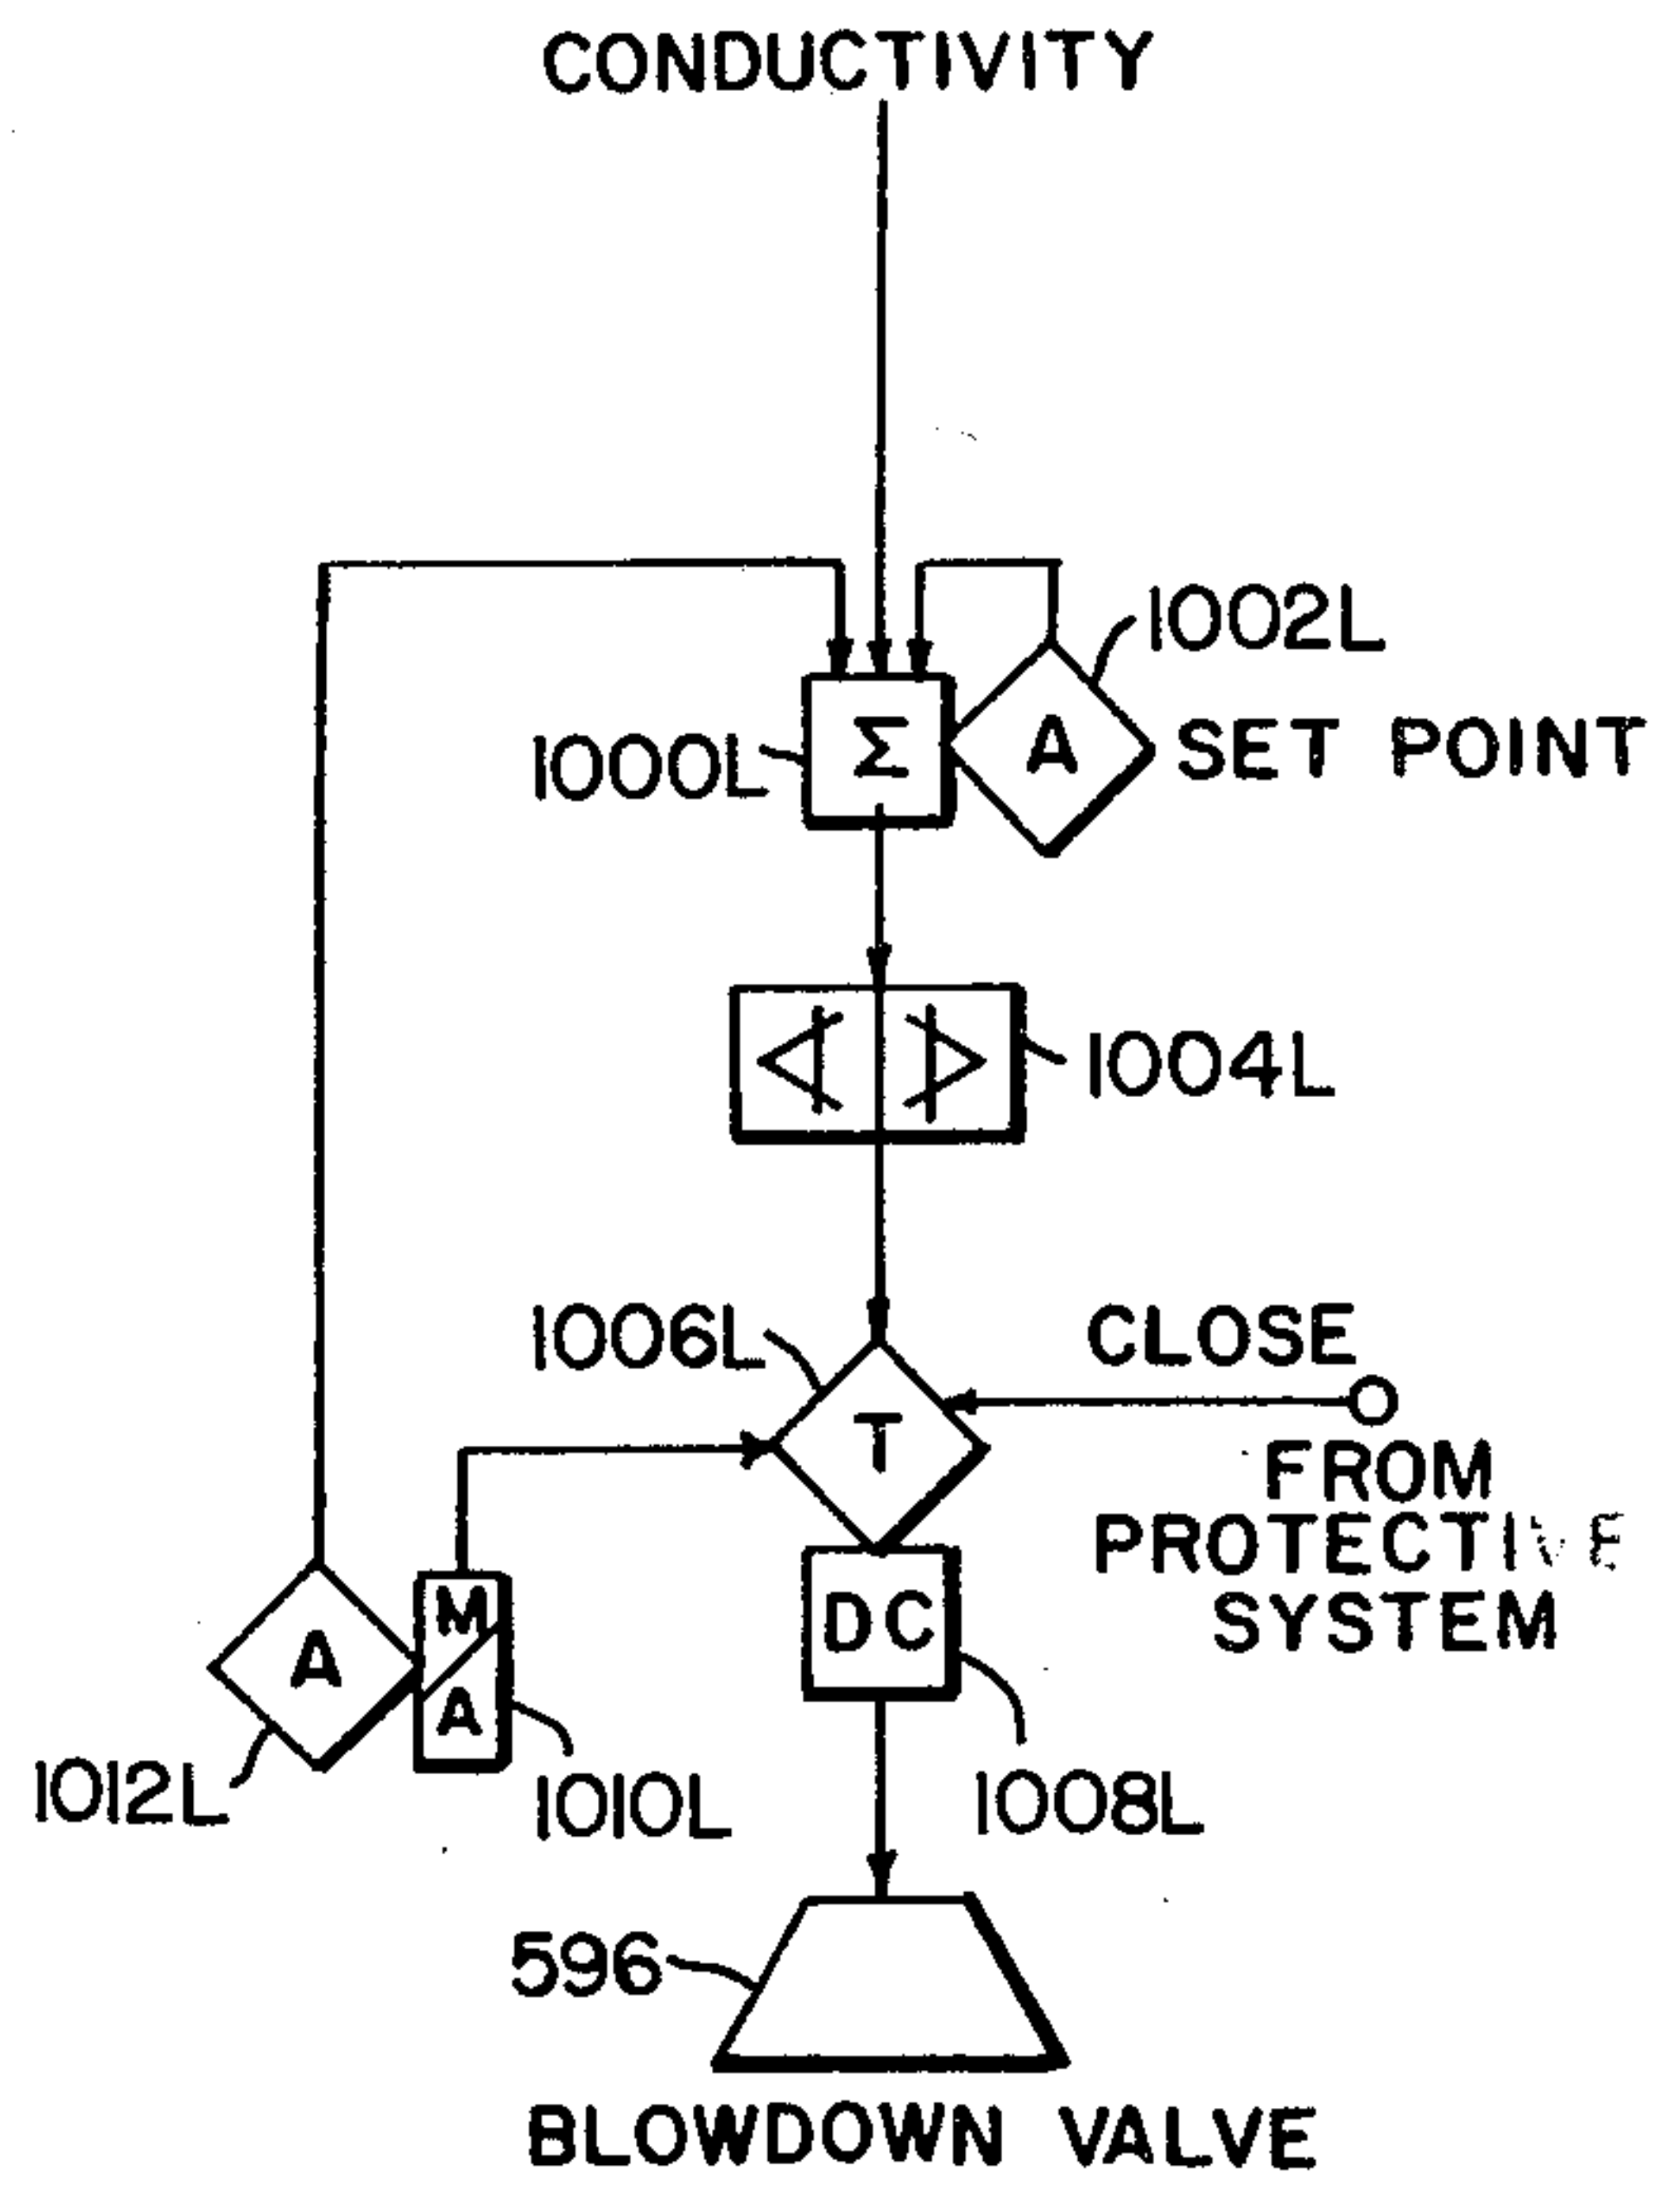 CONDUCTIVITY
1002L
1000L
Σ
A
SET POINT
1004L
1006L
CLOSE
T
FROM
PROTECTIVE
SYSTEM
M
A
A
DC
1012L
1010L
1008L
596
BLOWDOWN VALVE